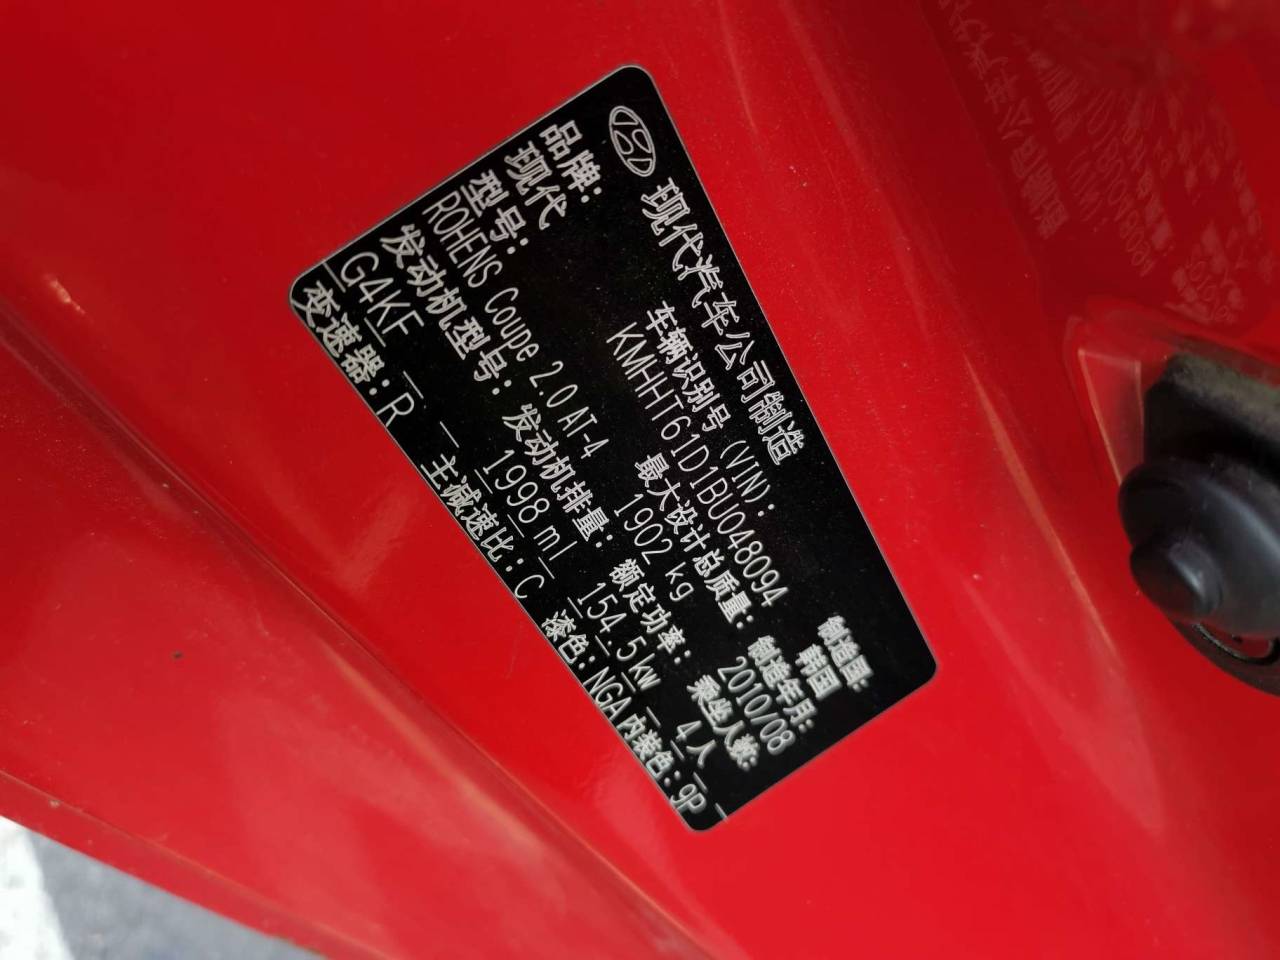 现代汽车公司制造
品牌: 车辆识别号 (VIN): 制造国:
现代 KMHHT61D1BU048094 韩国
型号: 最大设计总质量: 制造年月:
ROHENS Coupe 2.0 AT-4 1902 kg 2010/08
发动机型号: 发动机排量: 额定功率: 乘坐人数:
G4KF 1998 ml 154.5kw 4人
变速器: R 主减速比: C 漆色: NGA 内装色: 9P